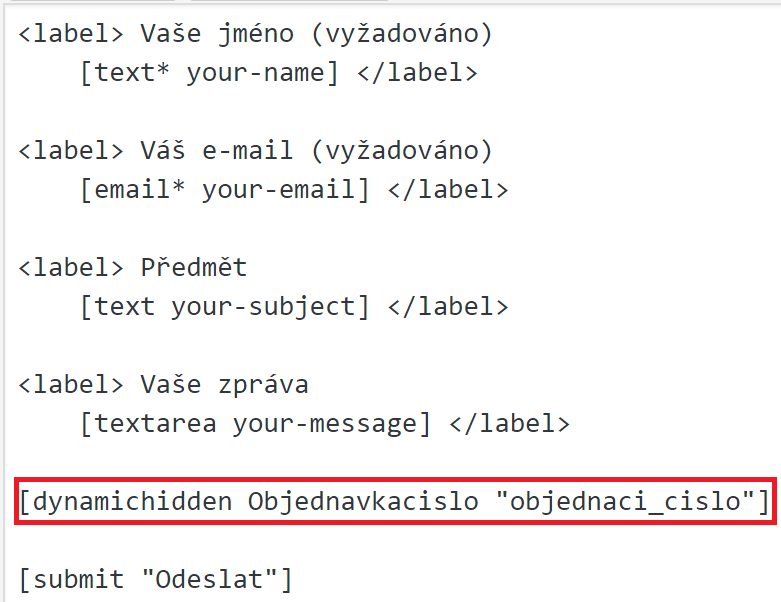 <label> Vaše jméno (vyžadováno)
[text* your-name] </label>
<label> Váš e-mail (vyžadováno)
[email* your-email] </label>
<label> Předmět
[text your-subject] </label>
<label> Vaše zpráva
[textarea your-message] </label>
[dynamichidden Objednavkacislo "objednaci_cislo"]
[submit "Odeslat"]